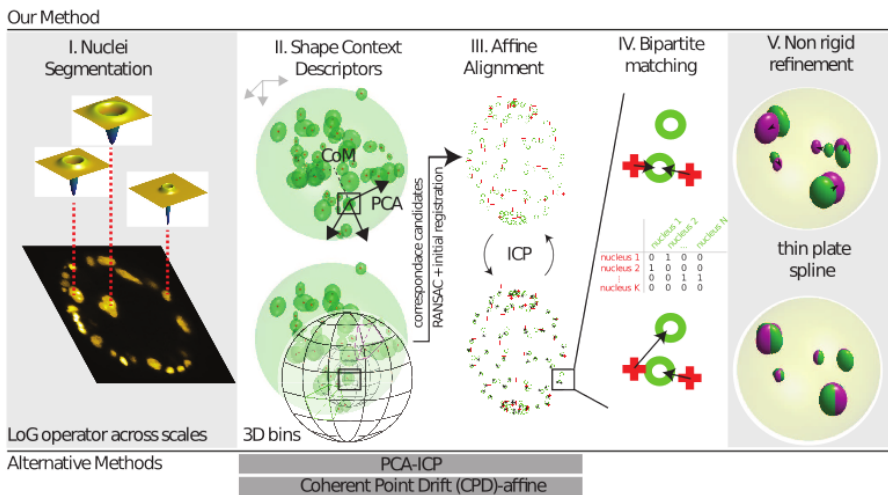 Our Method
I. Nuclei
Segmentation
II. Shape Context
Descriptors
III. Affine
Alignment
IV. Bipartite
matching
V. Non rigid
refinement
CoM
PCA
correspondace candidates
RANSAC + initial registration
ICP
nucleus 1
nucleus 2
...
nucleus N
nucleus 1 0 1 0 0
nucleus 2 1 0 0 0
0 0 1 1
nucleus K 0 0 0 0
thin plate
spline
LoG operator across scales
3D bins
Alternative Methods
PCA-ICP
Coherent Point Drift (CPD)-affine